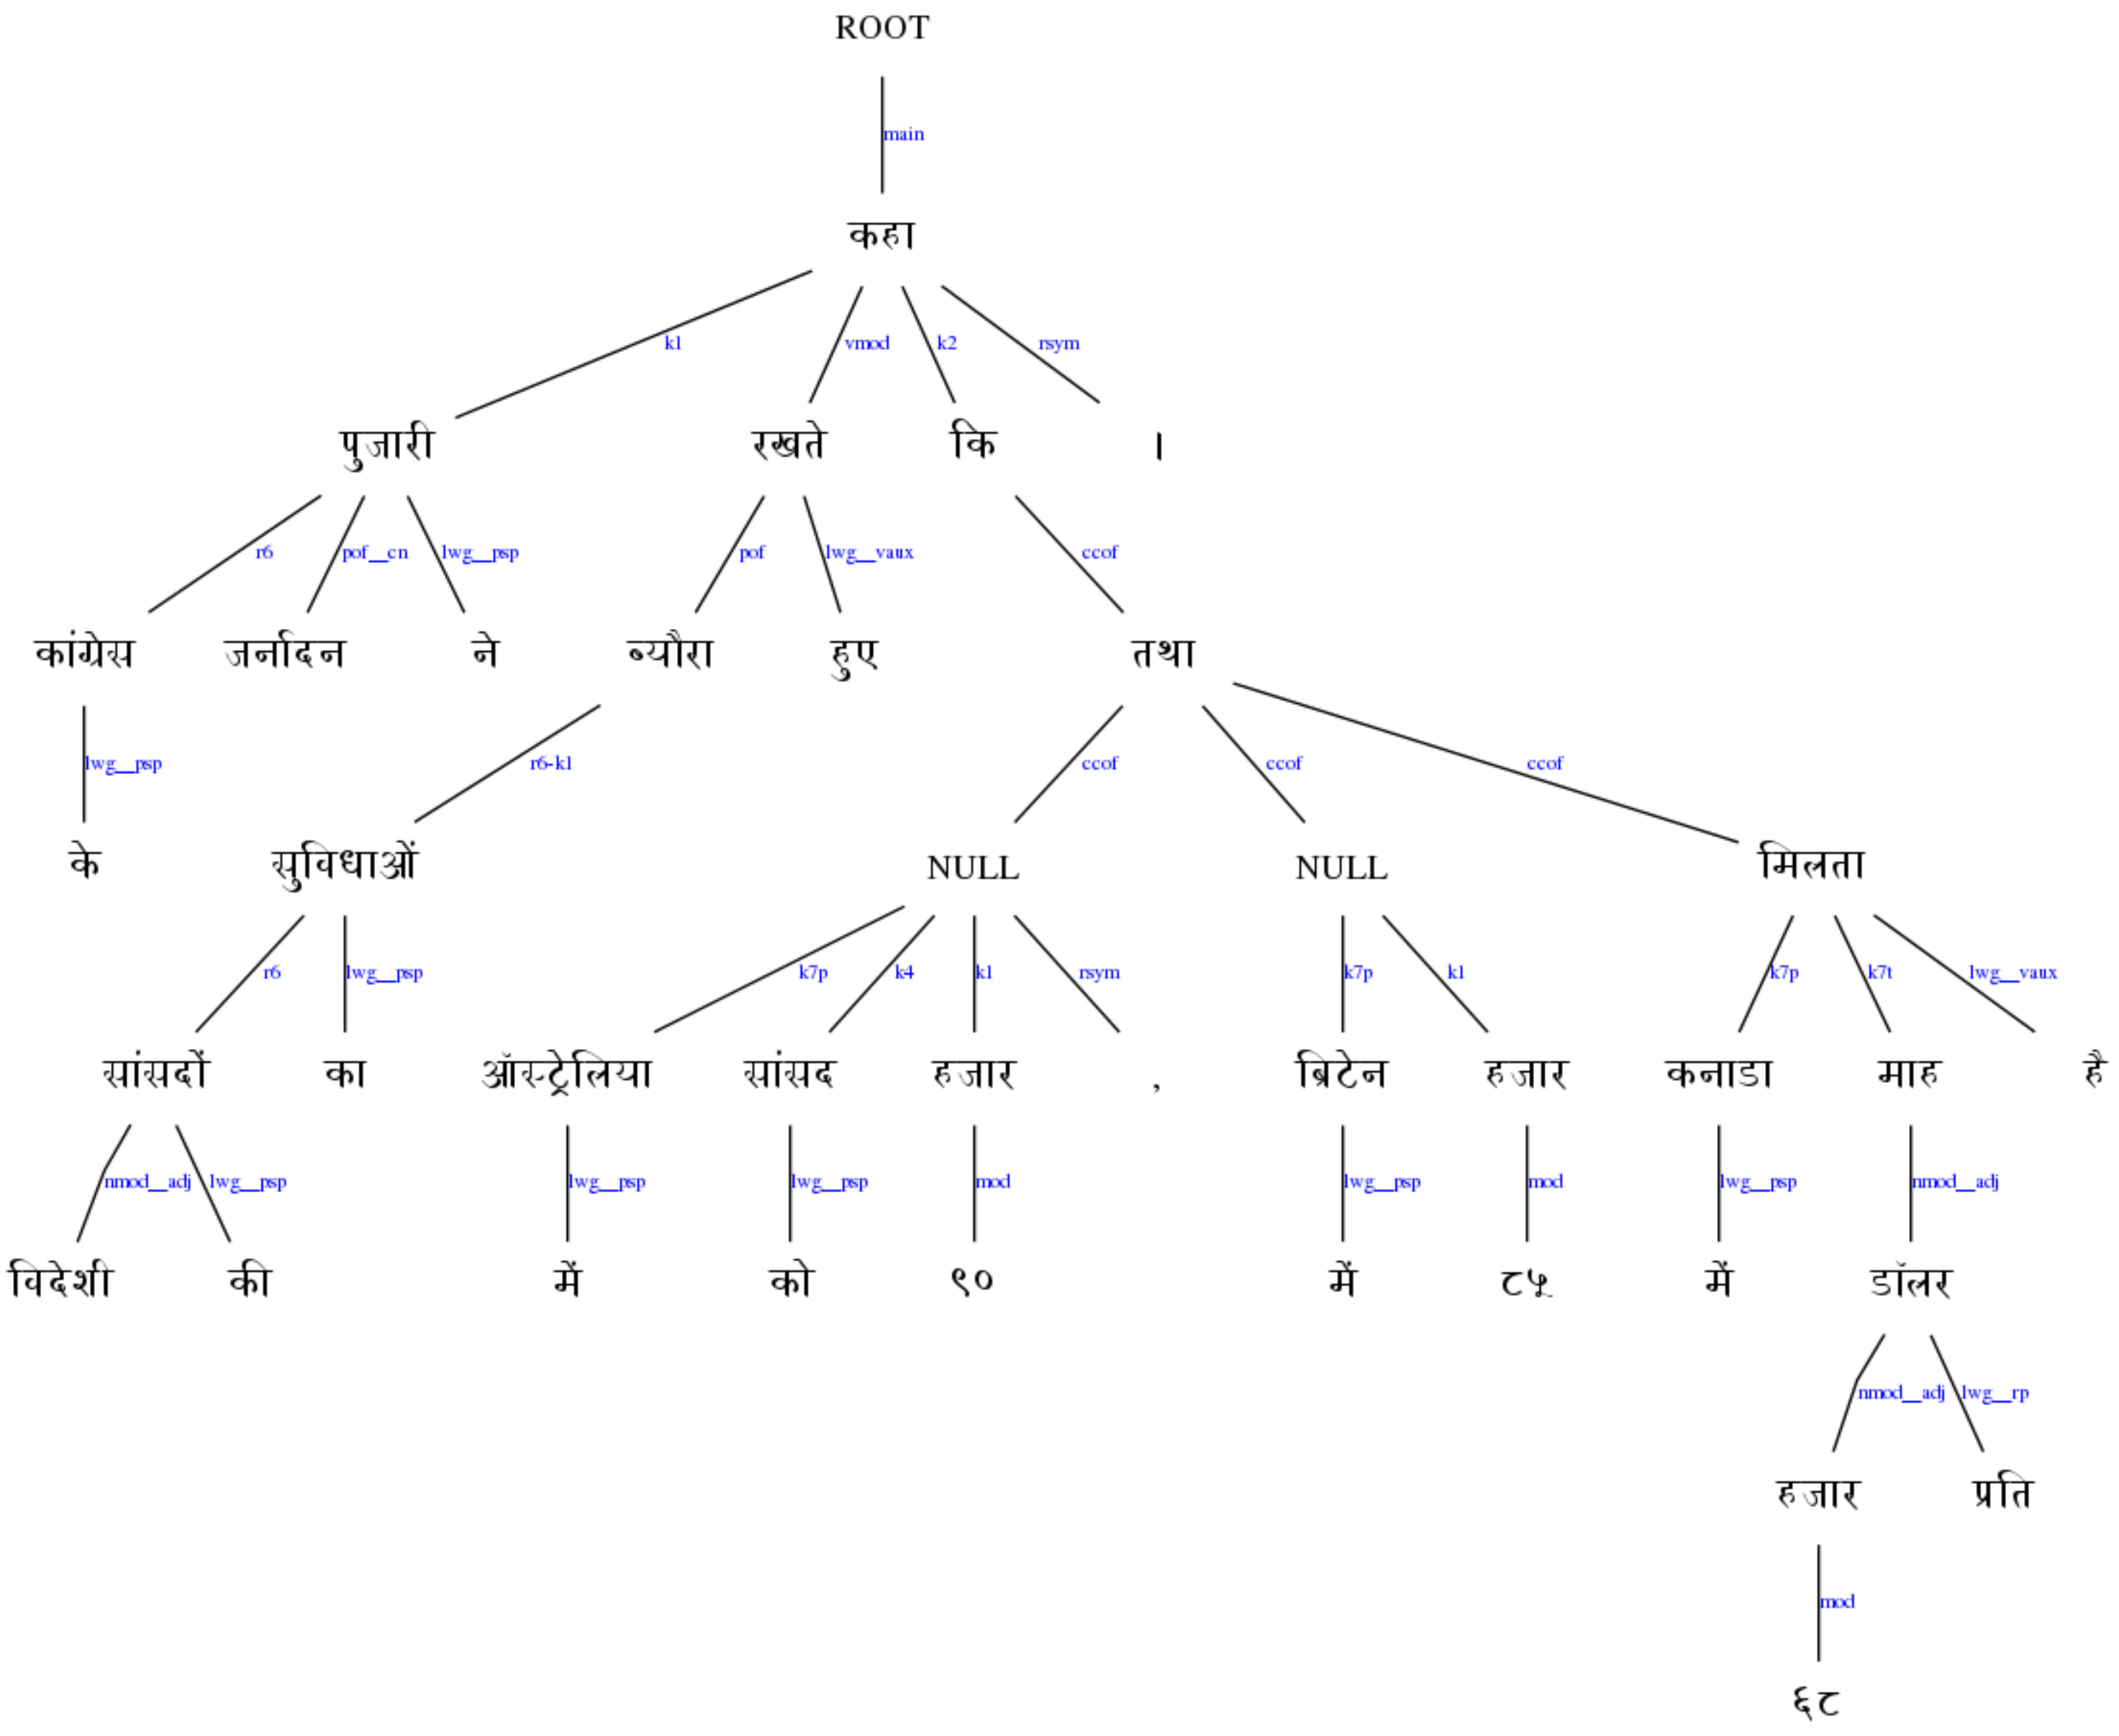 ROOT
main
कहा
k1 vmod k2 rsym
पुजारी रखते कि ।
r6 pof__cn lwg__psp pof lwg__vaux ccof
कांग्रेस जर्नादन ने ब्यौरा हुए तथा
lwg__psp r6-k1 ccof ccof ccof
के सुविधाओं NULL NULL मिलता
r6 lwg__psp k7p k4 k1 rsym k7p k1 k7p k7t lwg__vaux
सांसदों का ऑस्ट्रेलिया सांसद हजार , ब्रिटेन हजार कनाडा माह है
nmod__adj lwg__psp lwg__psp lwg__psp mod lwg__psp mod lwg__psp nmod__adj
विदेशी की में को ९० में ८५ में डॉलर
nmod__adj lwg__rp
हजार प्रति
mod
६८